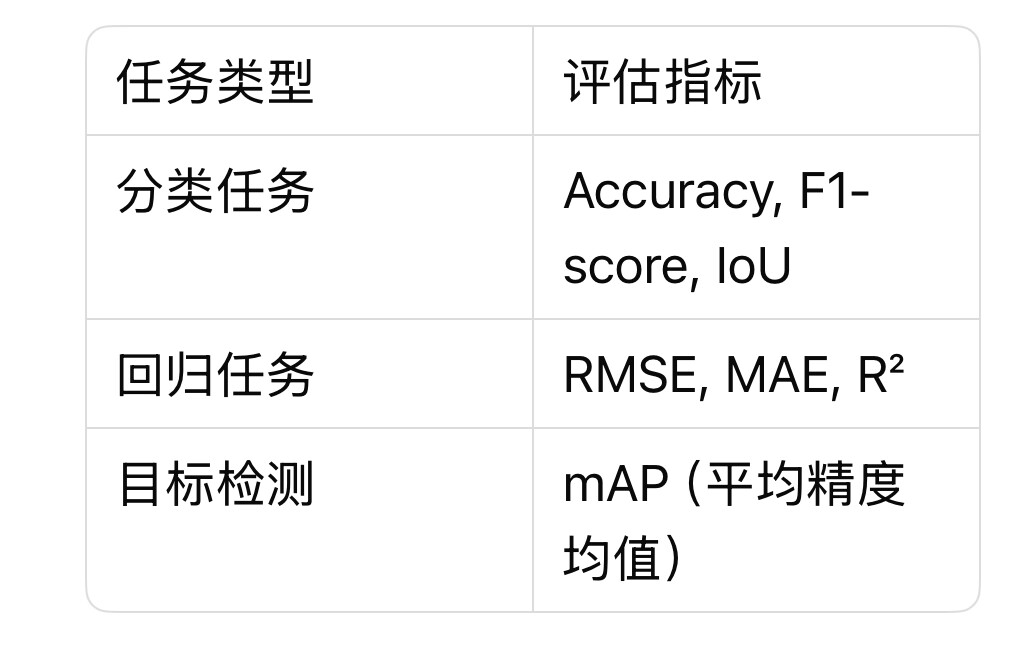 任务类型
评估指标
分类任务
Accuracy, F1-
score, IoU
回归任务
RMSE, MAE, R²
目标检测
mAP (平均精度
均值)